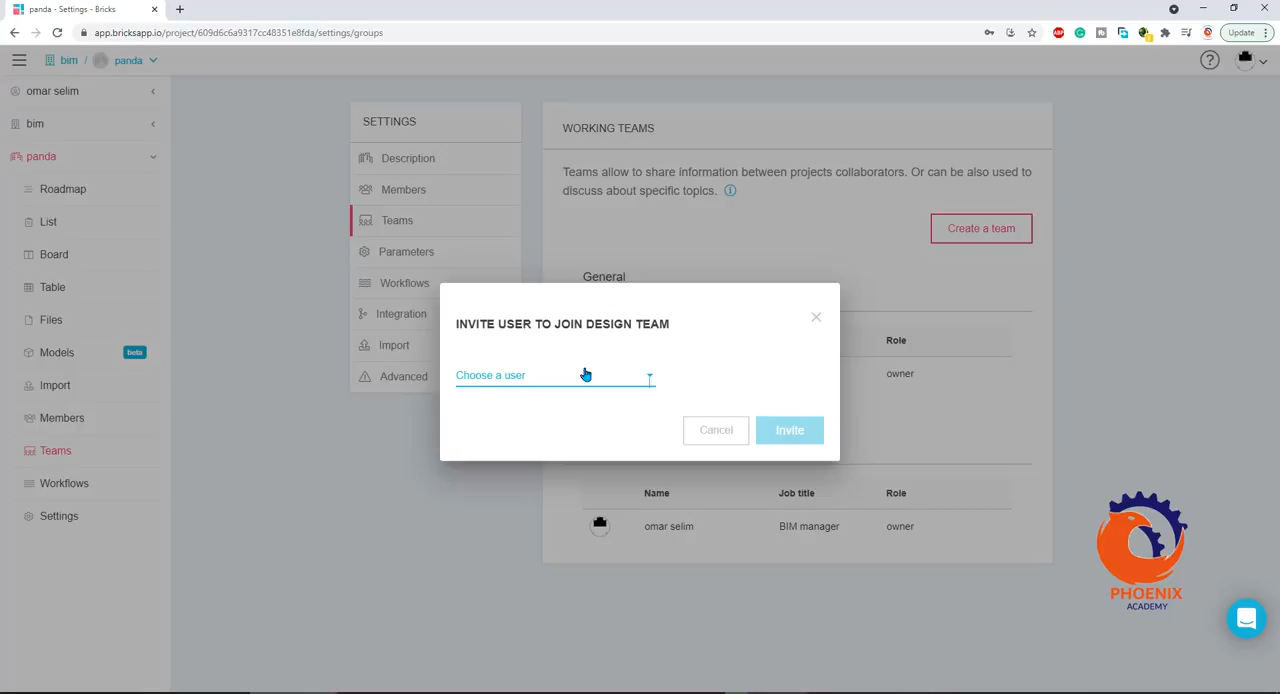 panda - Settings - Bricks
app.bricksapp.io/project/609d6c6a9317cc48351e8fda/settings/groups
Update
bim / panda
omar selim
bim
panda
Roadmap
List
Board
Table
Files
Models beta
Import
Members
Teams
Workflows
Settings
SETTINGS
Description
Members
Teams
Parameters
Workflows
Integration
Import
Advanced
WORKING TEAMS
Teams allow to share information between projects collaborators. Or can be also used to
discuss about specific topics.
Create a team
General
Role
owner
INVITE USER TO JOIN DESIGN TEAM
Choose a user
Cancel Invite
Name Job title Role
omar selim BIM manager owner
PHOENIX
ACADEMY